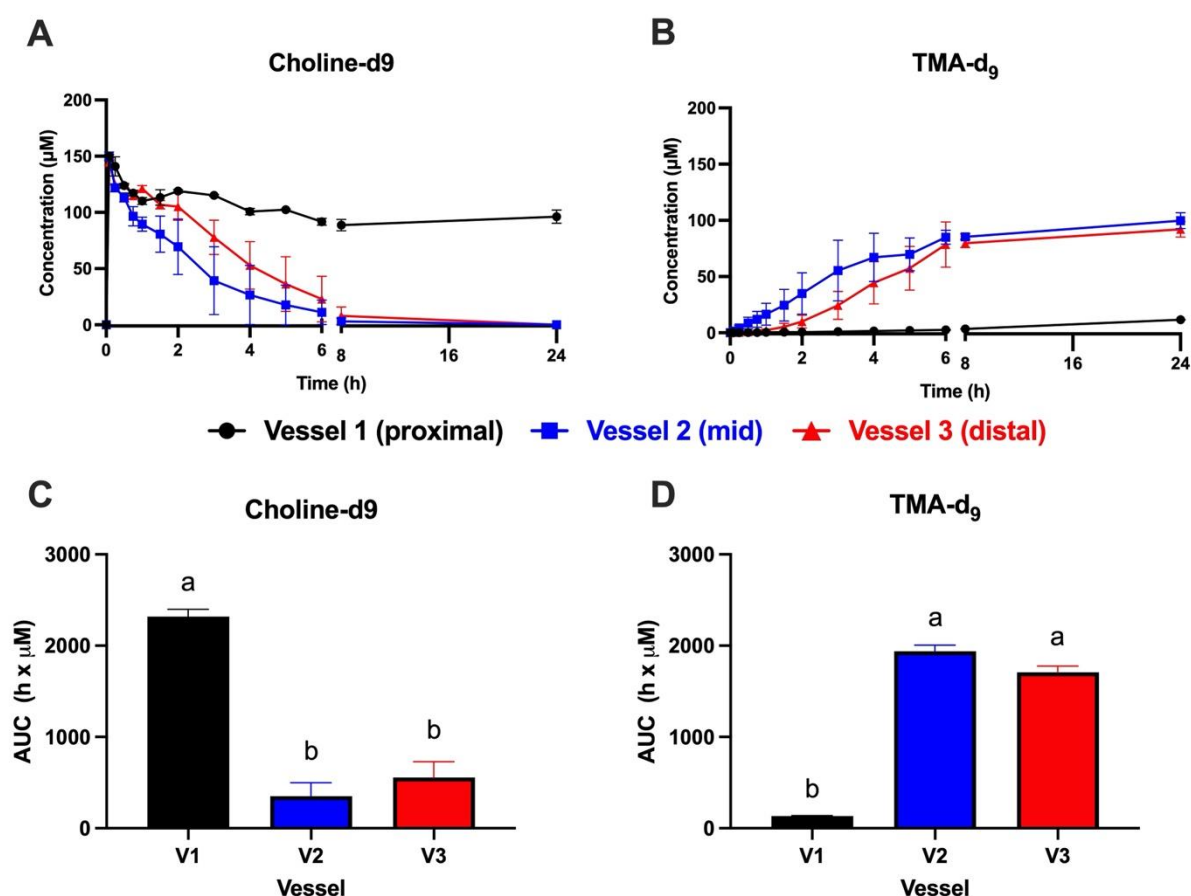 A
Choline-d9
Concentration (µM)
200
150
100
50
0
0 2 4 6 8 16 24
Time (h)
B
TMA-d₉
Concentration (µM)
200
150
100
50
0
0 2 4 6 8 16 24
Time (h)
Vessel 1 (proximal) Vessel 2 (mid) Vessel 3 (distal)
C
Choline-d9
AUC (h x µM)
3000
2000
1000
0
a
b
b
V1 V2 V3
Vessel
D
TMA-d₉
AUC (h x µM)
3000
2000
1000
0
b
a
a
V1 V2 V3
Vessel